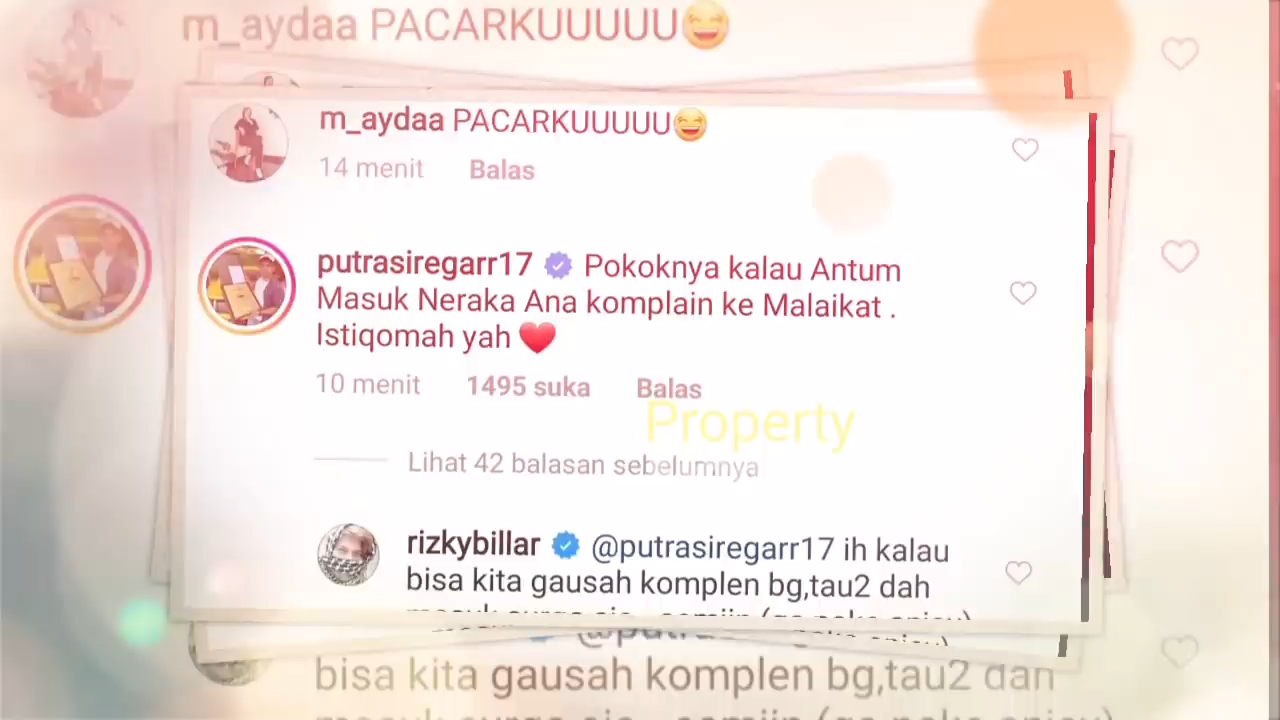 m_aydaa PACARKUUUUU😂
m_aydaa PACARKUUUUU😂
14 menit Balas
putrasiregarr17 Pokoknya kalau Antum
Masuk Neraka Ana komplain ke Malaikat .
Istiqomah yah ❤️
10 menit 1495 suka Balas
Property
Lihat 42 balasan sebelumnya
rizkybillar @putrasiregarr17 ih kalau
bisa kita gausah komplen bg,tau2 dah
bisa kita gausah komplen bg,tau2 dah